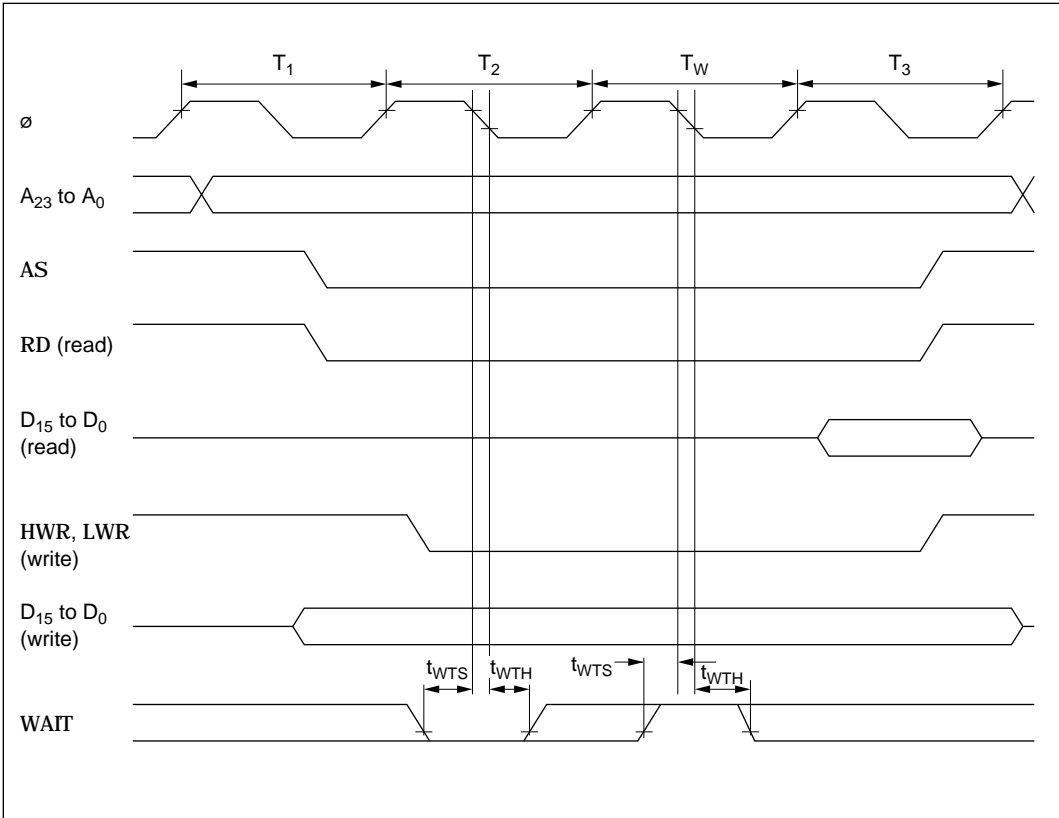 T1 T2 TW T3
ø
A23 to A0
AS
RD (read)
D15 to D0
(read)
HWR, LWR
(write)
D15 to D0
(write)
tWTS tWTH tWTS tWTH
WAIT